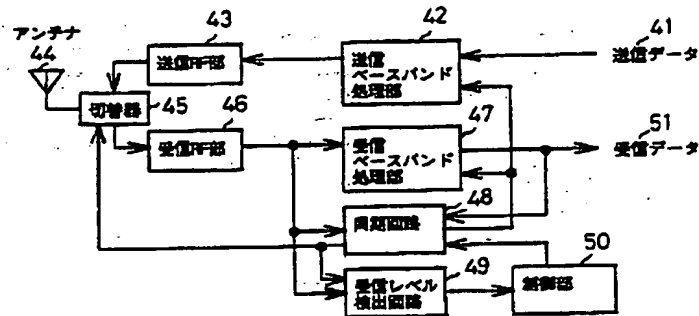 アンテナ
44
43
送信RF部
42
送信
ベースバンド
処理部
41
送信データ
切替器
45
46
受信RF部
47
受信
ベースバンド
処理部
51
受信データ
48
同期回路
49
受信レベル
検出回路
50
制御部